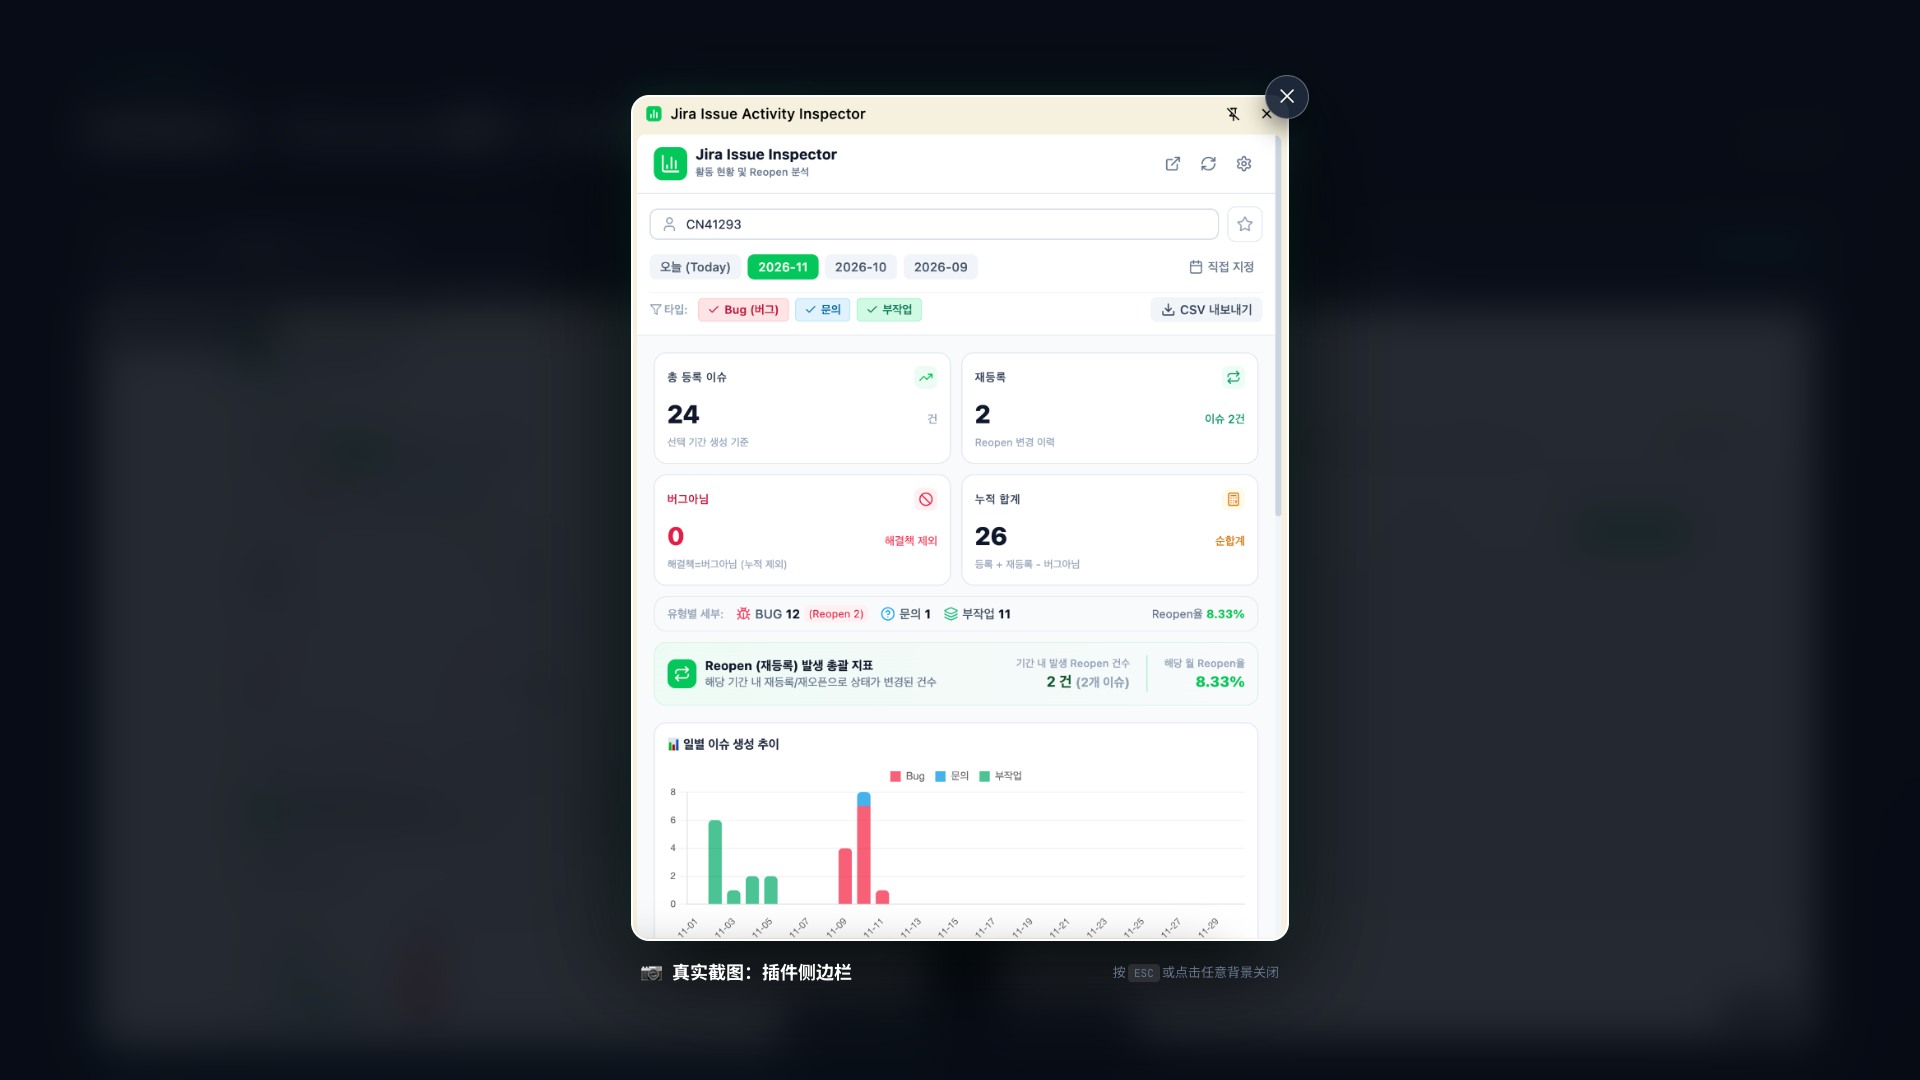 Jira Issue Activity Inspector
Jira Issue Inspector
활동 현황 및 Reopen 분석
CN41293
오늘 (Today) 2026-11 2026-10 2026-09 직접 지정
타입: Bug (버그) 문의 부작업 CSV 내보내기
총 등록 이슈
24 건
선택 기간 생성 기준
재등록
2 이슈 2건
Reopen 변경 이력
버그아님
0 해결책 제외
해결책=버그아님 (누적 제외)
누적 합계
26 순합계
등록 + 재등록 - 버그아님
유형별 세부: BUG 12 (Reopen 2) 문의 1 부작업 11 Reopen율 8.33%
Reopen (재등록) 발생 총괄 지표
해당 기간 내 재등록/재오픈으로 상태가 변경된 건수
기간 내 발생 Reopen 건수
2 건 (2개 이슈)
해당 월 Reopen율
8.33%
일별 이슈 생성 추이
Bug 문의 부작업
8
6
4
2
0
11-01 11-03 11-05 11-07 11-09 11-11 11-13 11-15 11-17 11-19 11-21 11-23 11-25 11-27 11-29
真实截图：插件侧边栏
按 ESC 或点击任意背景关闭